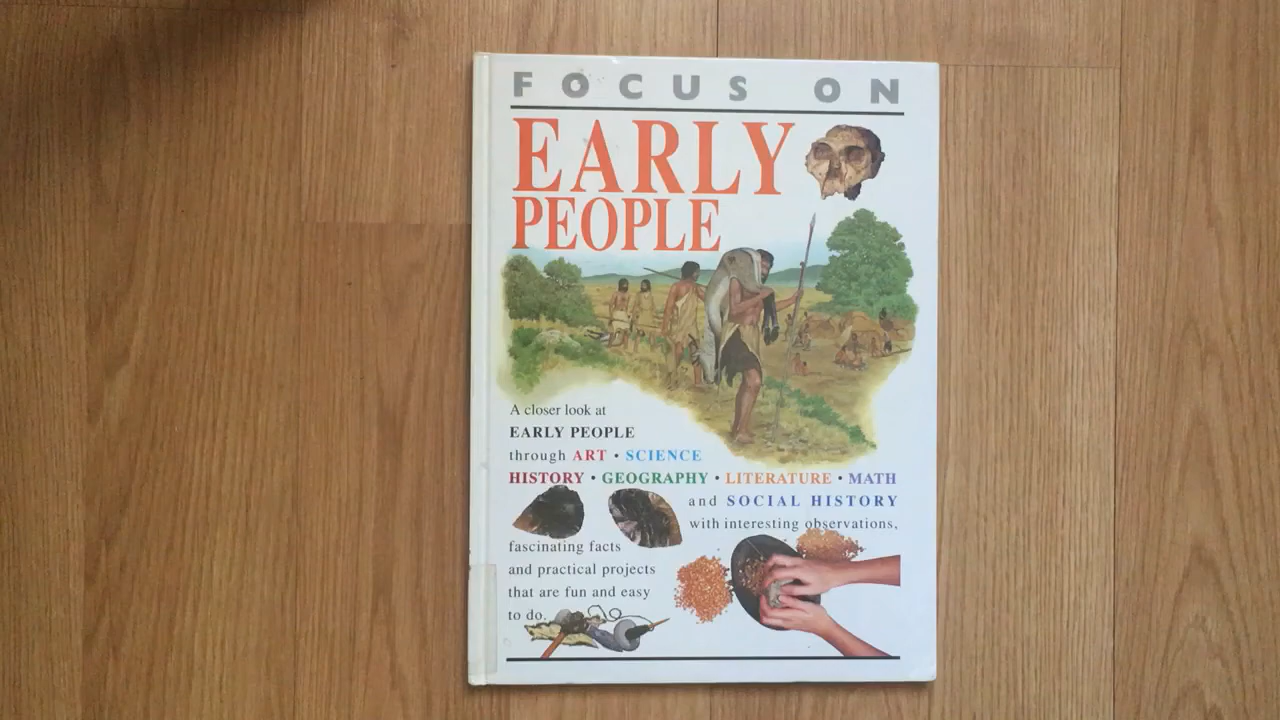 FOCUS ON
EARLY
PEOPLE
A closer look at
EARLY PEOPLE
through ART • SCIENCE
HISTORY • GEOGRAPHY • LITERATURE • MATH
and SOCIAL HISTORY
with interesting observations,
fascinating facts
and practical projects
that are fun and easy
to do.